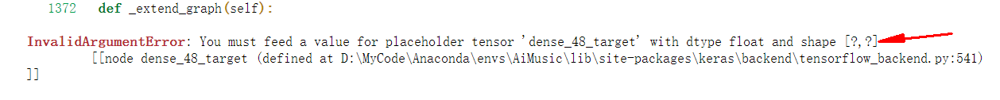 1372 def _extend_graph(self):
InvalidArgumentError: You must feed a value for placeholder tensor 'dense_48_target' with dtype float and shape [?,?]
[[node dense_48_target (defined at D:\MyCode\Anaconda\envs\AiMusic\lib\site-packages\keras\backend\tensorflow_backend.py:541)
]]